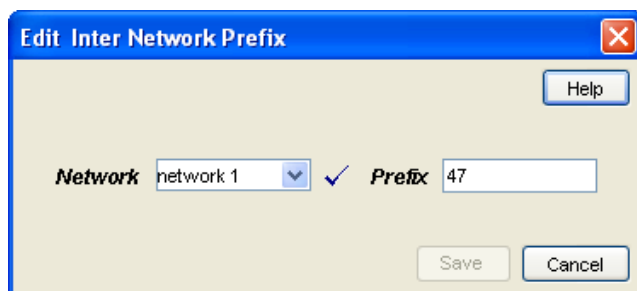 Edit Inter Network Prefix
Help
Network network 1 Prefix 47
Save Cancel